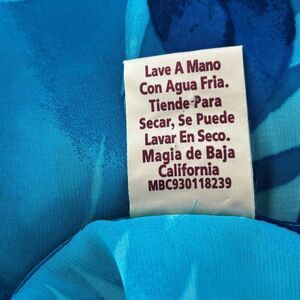 Lave A Mano
Con Agua Fria.
Tiende Para
Secar, Se Puede
Lavar En Seco.
Magia de Baja
California
MBC930118239